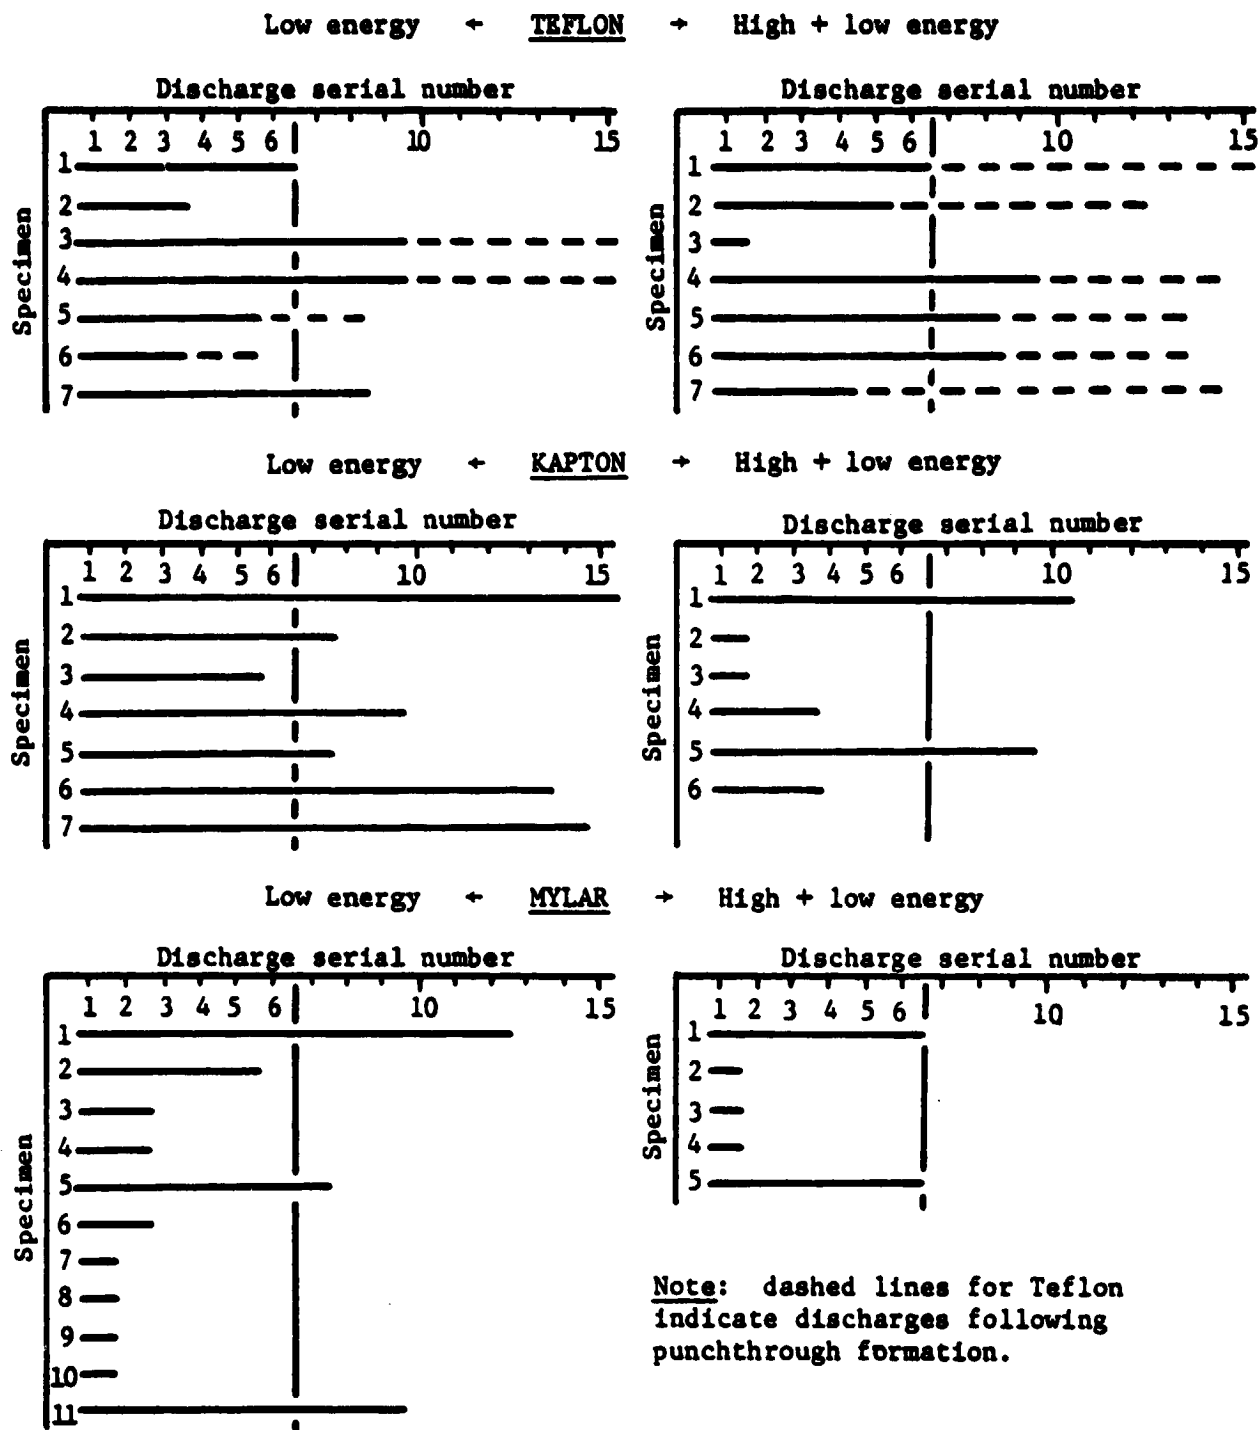 Low energy ← TEFLON → High + low energy
Discharge serial number
1 2 3 4 5 6 10 15
Specimen
1
2
3
4
5
6
7
Discharge serial number
1 2 3 4 5 6 10 15
Specimen
1
2
3
4
5
6
7
Low energy ← KAPTON → High + low energy
Discharge serial number
1 2 3 4 5 6 10 15
Specimen
1
2
3
4
5
6
7
Discharge serial number
1 2 3 4 5 6 10 15
Specimen
1
2
3
4
5
6
Low energy ← MYLAR → High + low energy
Discharge serial number
1 2 3 4 5 6 10 15
Specimen
1
2
3
4
5
6
7
8
9
10
11
Discharge serial number
1 2 3 4 5 6 10 15
Specimen
1
2
3
4
5
Note: dashed lines for Teflon
indicate discharges following
punchthrough formation.